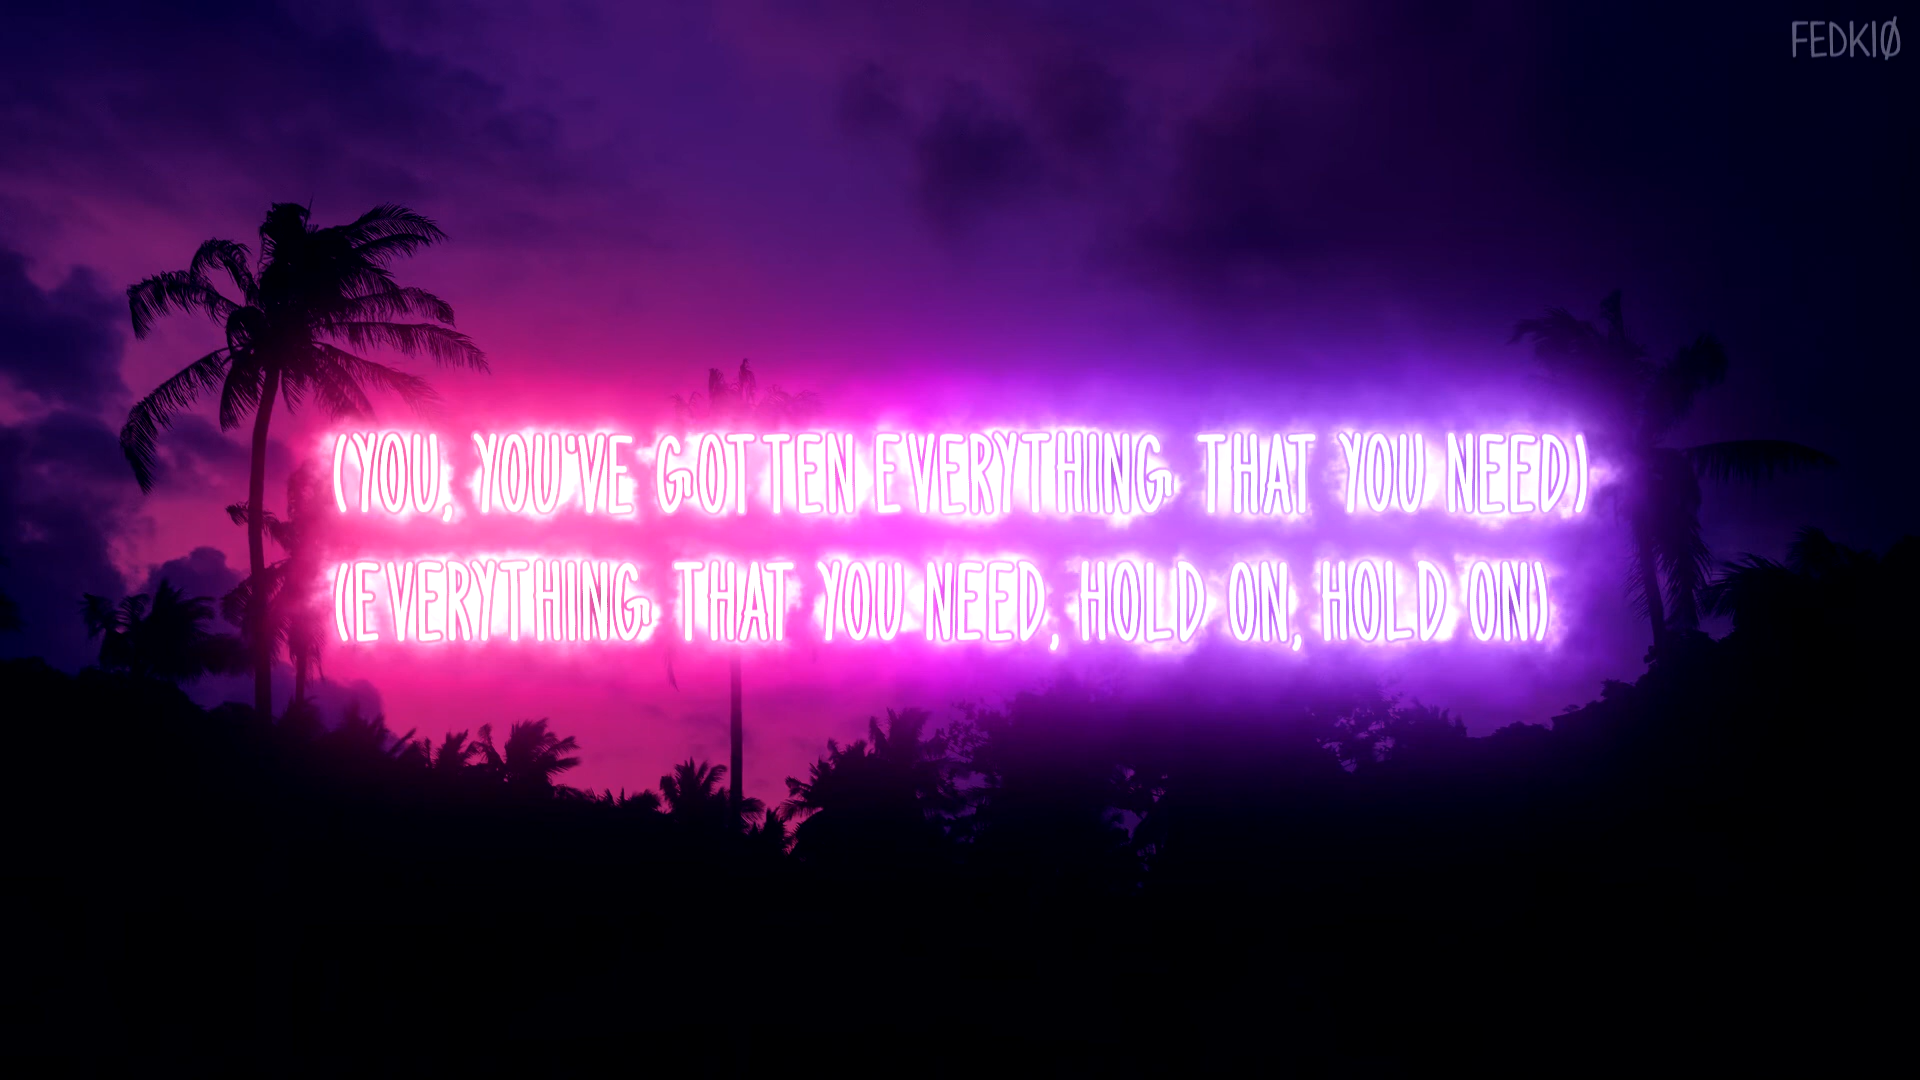 FEDKIØ
(YOU, YOU'VE GOTTEN EVERYTHING THAT YOU NEED)
(EVERYTHING THAT YOU NEED, HOLD ON, HOLD ON)